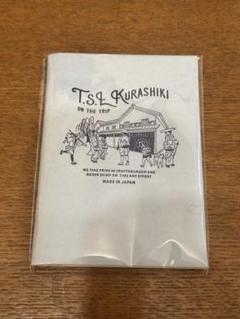 T.S.L KURASHIKI
ON THE TRIP
WE TAKE PRIDE IN CRAFTSMANSHIP AND
NEVER SKIMP ON TIME AND EFFORT
MADE IN JAPAN